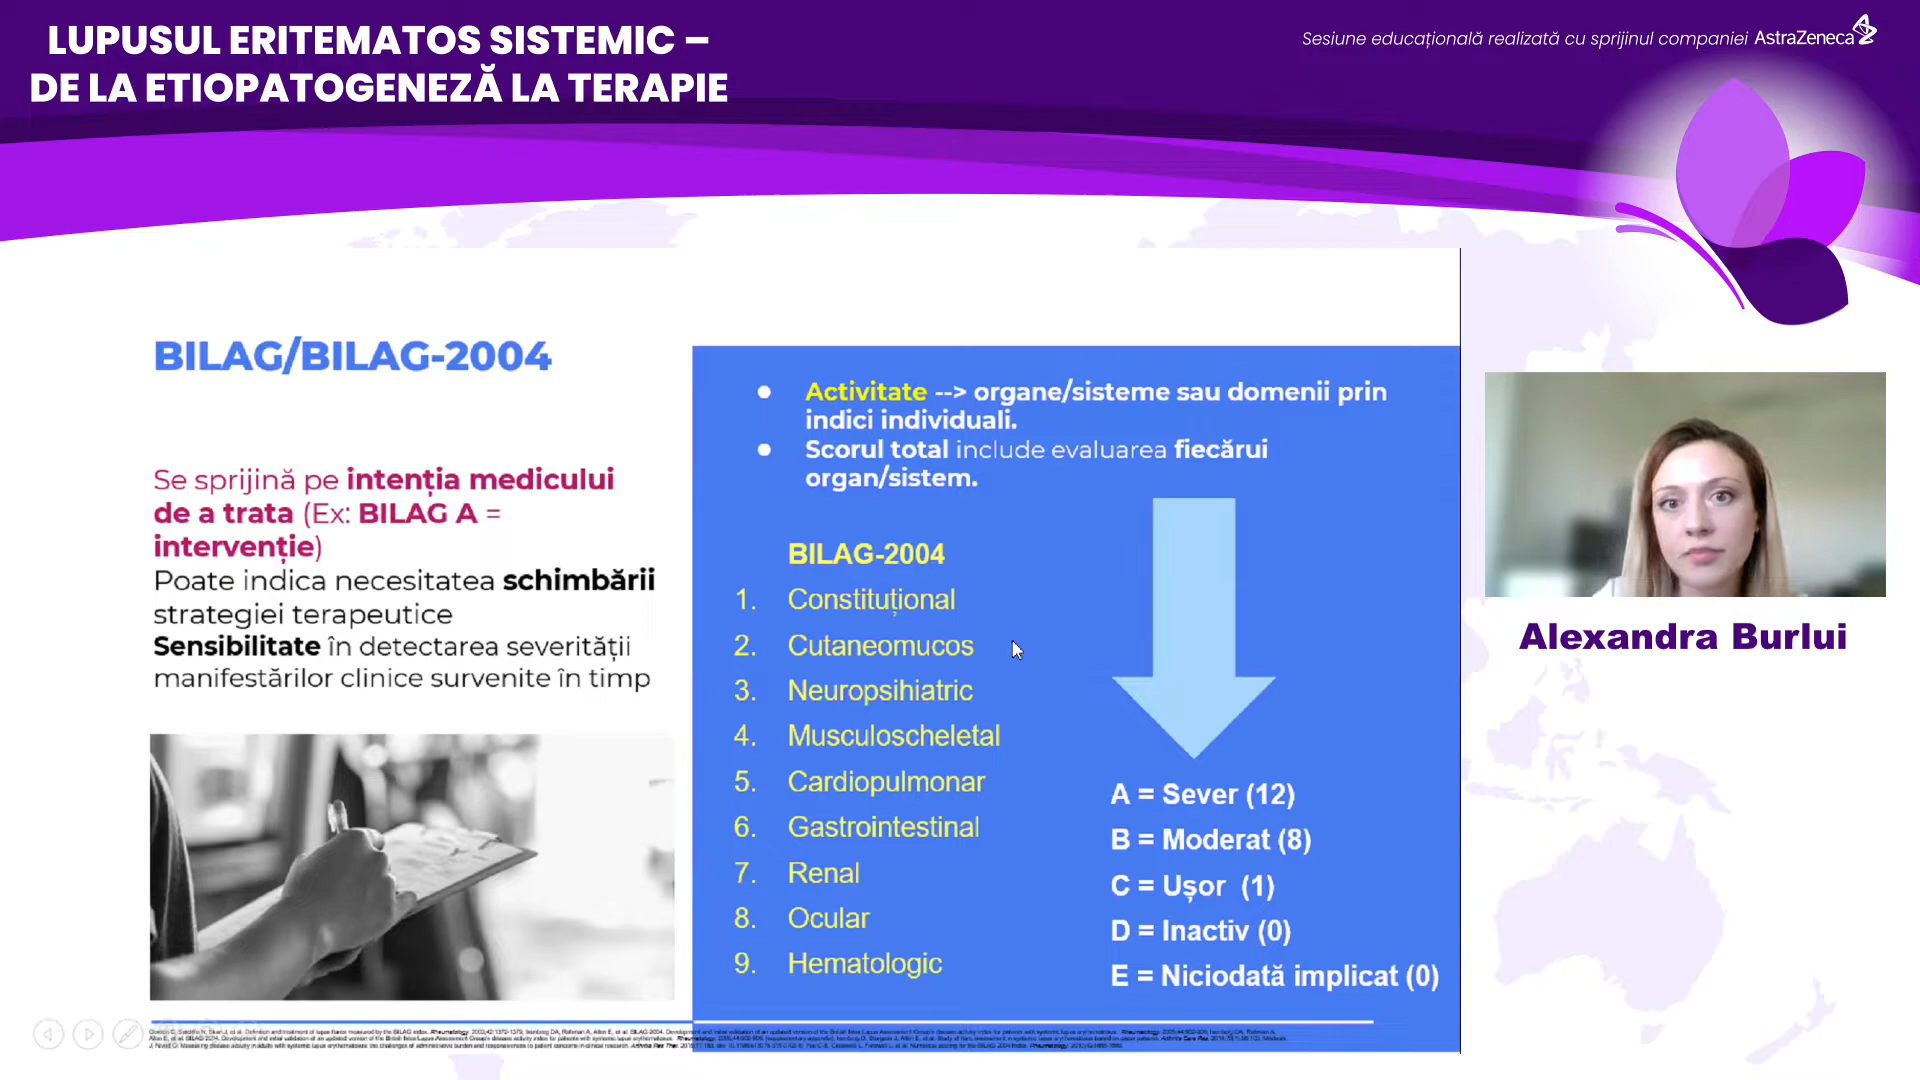 LUPUSUL ERITEMATOS SISTEMIC –
DE LA ETIOPATOGENEZĂ LA TERAPIE
Sesiune educațională realizată cu sprijinul companiei AstraZeneca
BILAG/BILAG-2004
Se sprijină pe intenția medicului
de a trata (Ex: BILAG A =
intervenție)
Poate indica necesitatea schimbării
strategiei terapeutice
Sensibilitate în detectarea severității
manifestărilor clinice survenite în timp
Activitate --> organe/sisteme sau domenii prin
indici individuali.
Scorul total include evaluarea fiecărui
organ/sistem.
BILAG-2004
1. Constituțional
2. Cutaneomucos
3. Neuropsihiatric
4. Musculoscheletal
5. Cardiopulmonar
6. Gastrointestinal
7. Renal
8. Ocular
9. Hematologic
A = Sever (12)
B = Moderat (8)
C = Ușor (1)
D = Inactiv (0)
E = Niciodată implicat (0)
Alexandra Burlui